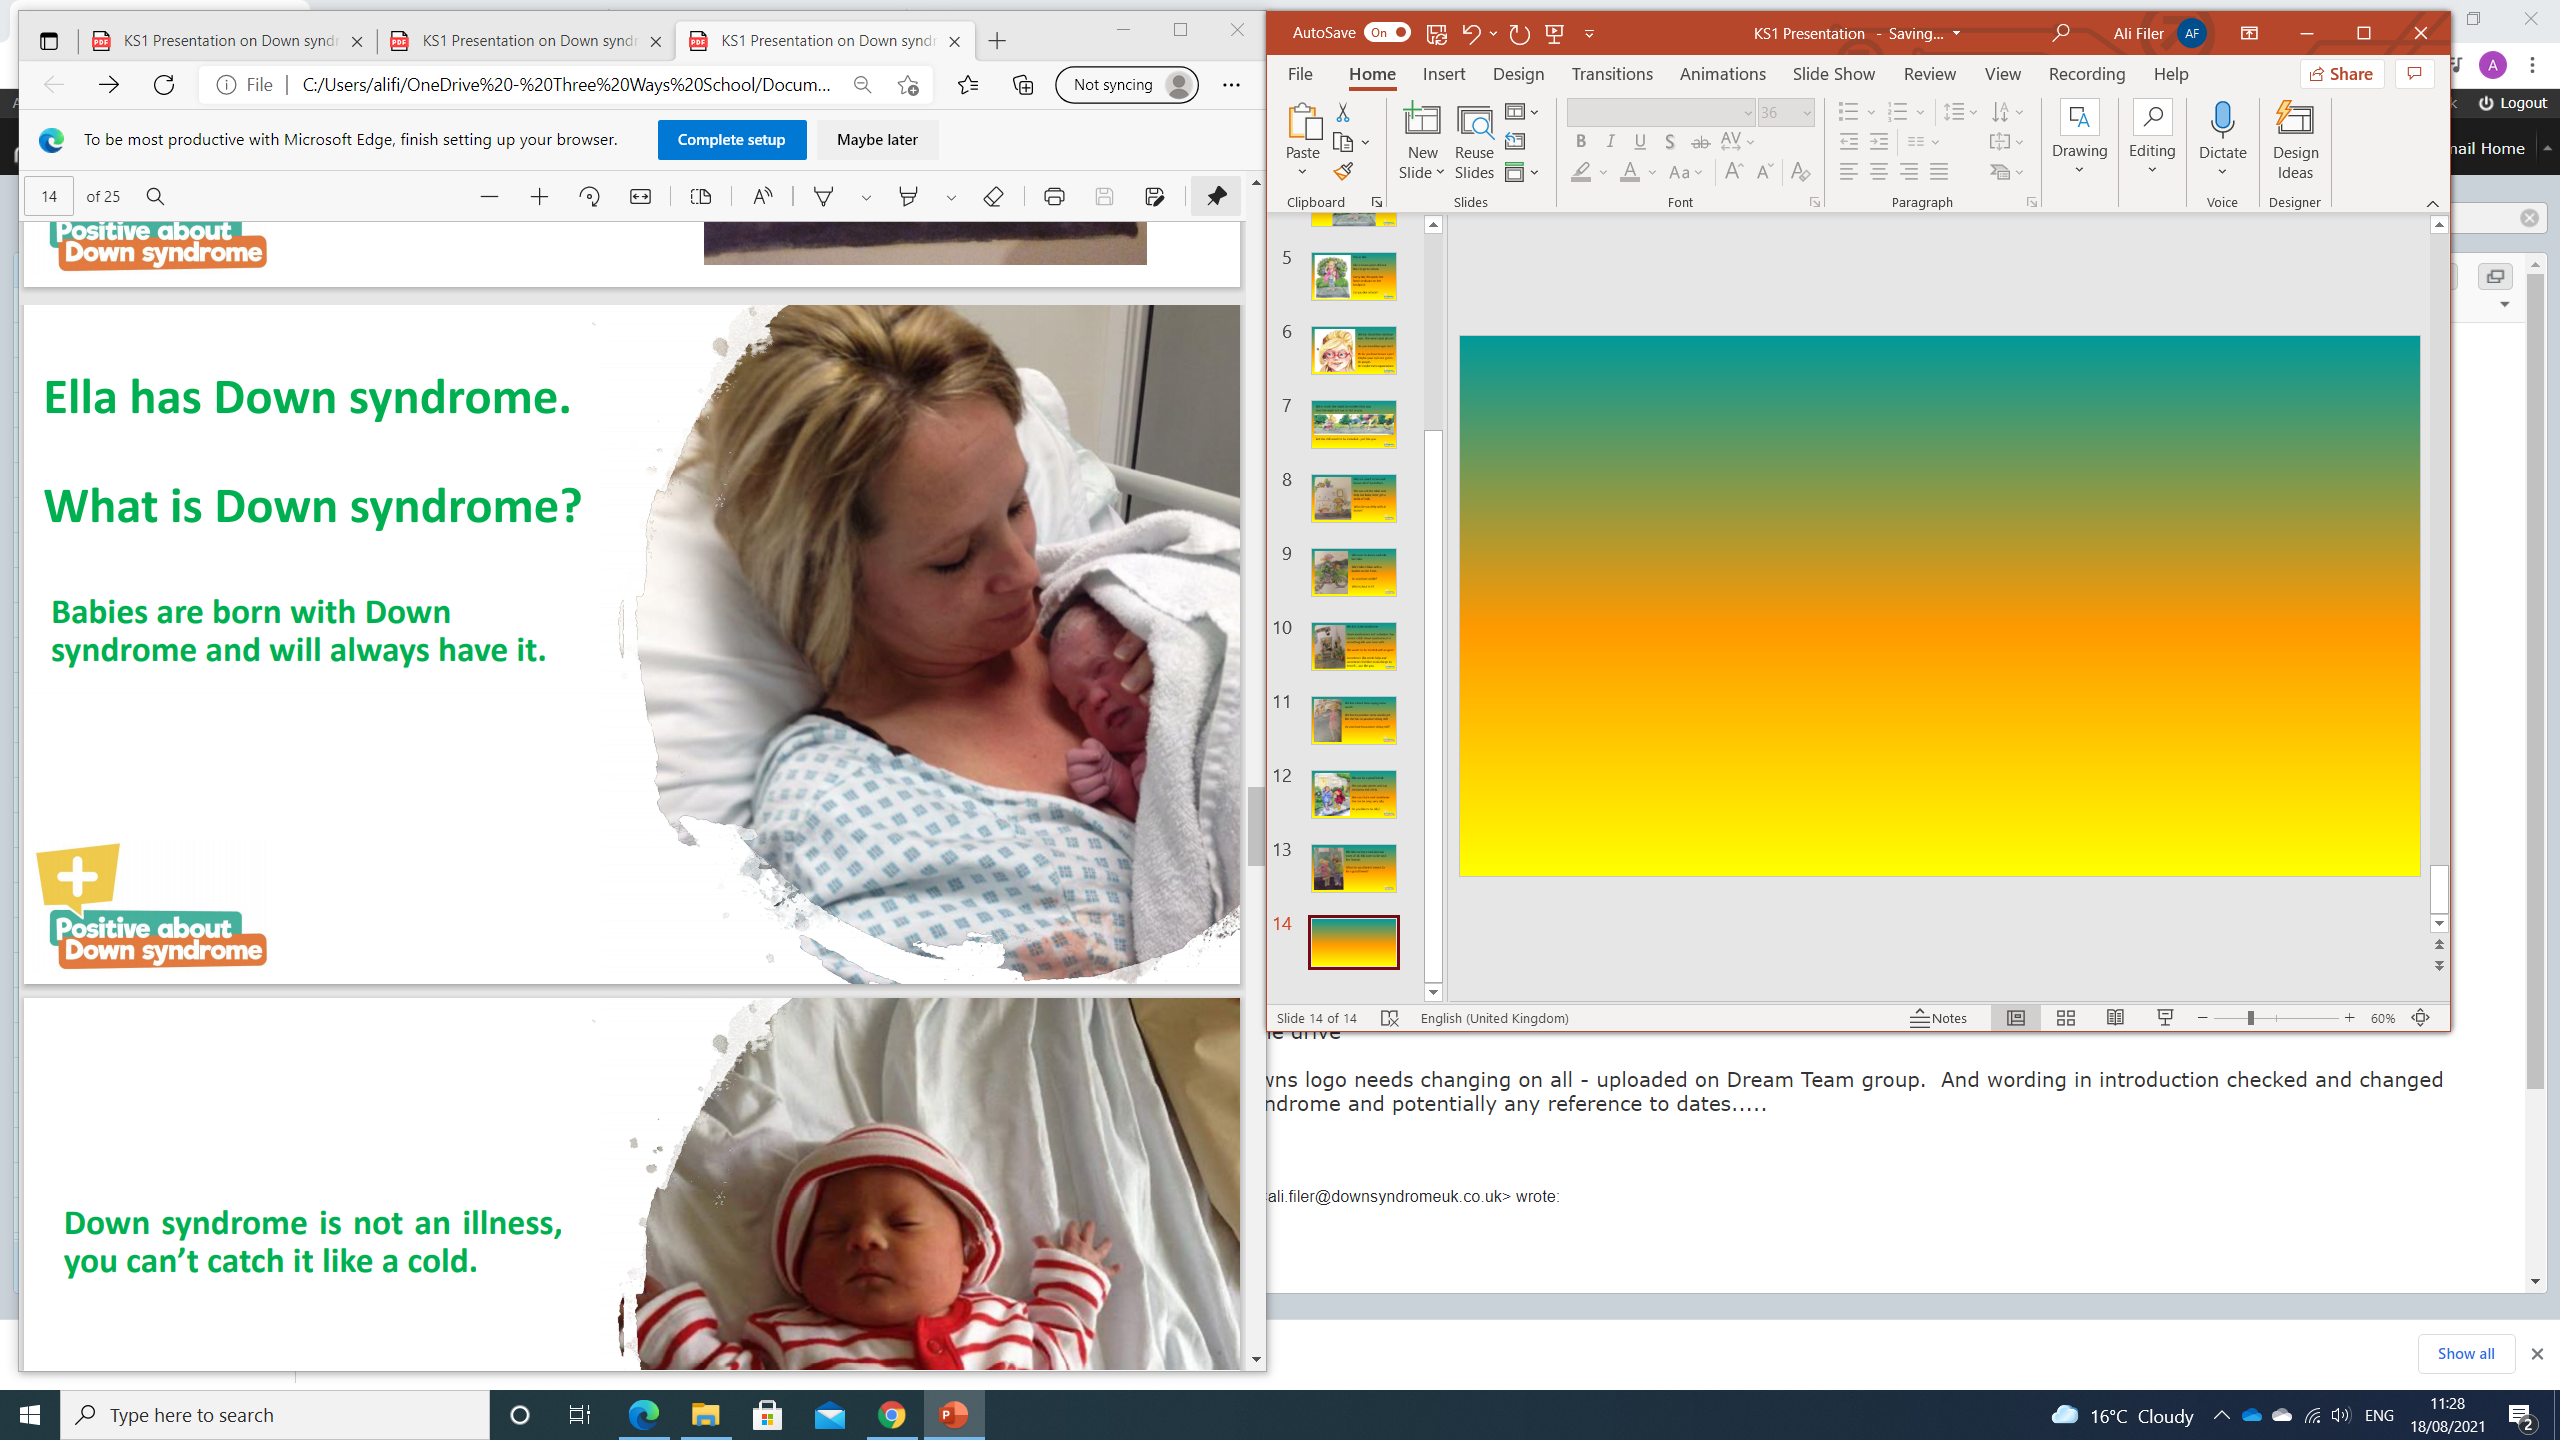 KS1 Presentation on Down synd
KS1 Presentation on Down synd
KS1 Presentation on Down synd
File
C:/Users/alifi/OneDrive%20-%20Three%20Ways%20School/Docum...
Not syncing
To be most productive with Microsoft Edge, finish setting up your browser.
Complete setup
Maybe later
14 of 25
Positive about
Down syndrome
Ella has Down syndrome.
What is Down syndrome?
Babies are born with Down
syndrome and will always have it.
Positive about
Down syndrome
Down syndrome is not an illness,
you can't catch it like a cold.
AutoSave On
KS1 Presentation - Saving...
Ali Filer AF
File Home Insert Design Transitions Animations Slide Show Review View Recording Help
Share
Paste
New
Slide
Reuse
Slides
36
B I U S ab AV
A Aa A A
Drawing
Editing
Dictate
Design
Ideas
Clipboard Slides Font Paragraph Voice Designer
5
6
7
8
9
10
11
12
13
14
Slide 14 of 14
English (United Kingdom)
Notes
60%
A
Logout
mail Home
drive
wns logo needs changing on all - uploaded on Dream Team group. And wording in introduction checked and changed
ndrome and potentially any reference to dates.....
ali.filer@downsyndromeuk.co.uk> wrote:
Show all
Type here to search
16°C Cloudy
ENG
11:28
18/08/2021
2